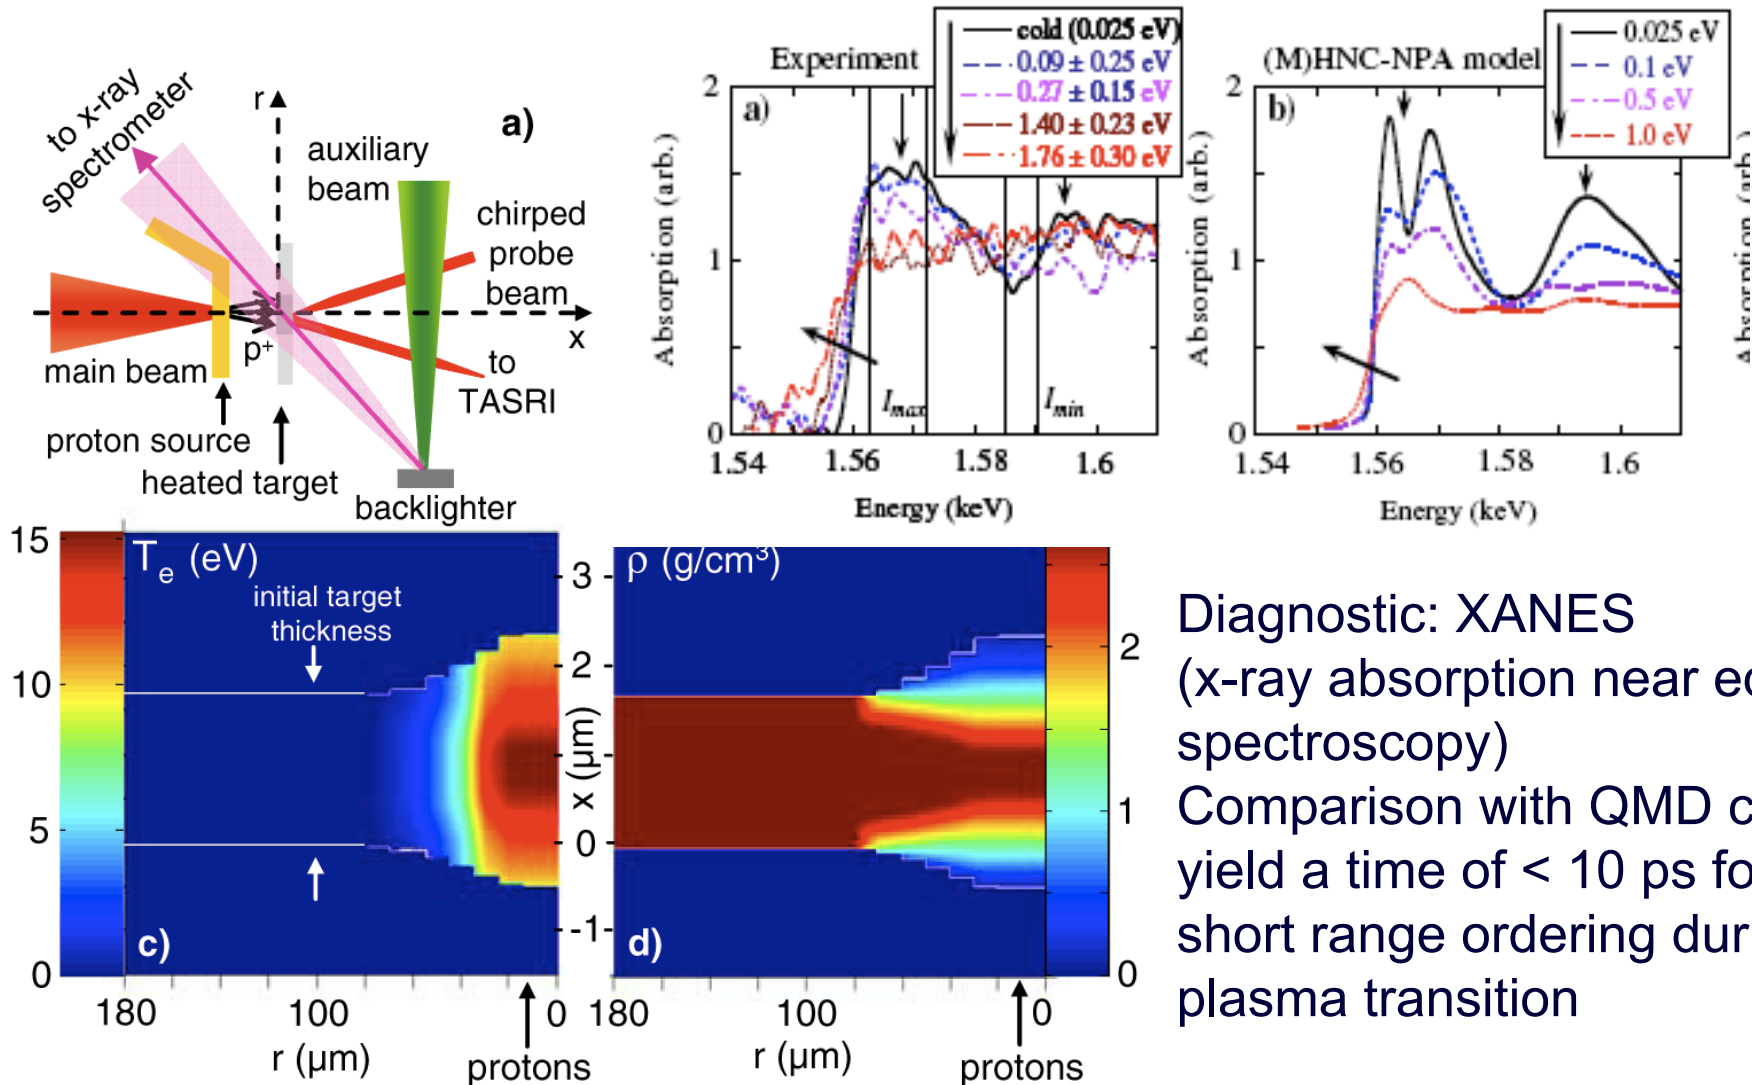 a)
r
to x-ray
spectrometer
auxiliary
beam
chirped
probe
beam
x
p+
main beam
to
TASRI
proton source
heated target
backlighter
Experiment
cold (0.025 eV)
0.09 ± 0.25 eV
0.27 ± 0.15 eV
1.40 ± 0.23 eV
1.76 ± 0.30 eV
a)
Absorption (arb.)
2
1
0
Imax
Imin
1.54
1.56
1.58
1.6
Energy (keV)
(M)HNC-NPA model
0.025 eV
0.1 eV
0.5 eV
1.0 eV
b)
Absorption (arb.)
2
1
0
1.54
1.56
1.58
1.6
Energy (keV)
Te (eV)
initial target
thickness
15
10
5
0
c)
180
100
0
r (µm)
protons
3
2
x (µm)
0
-1
ρ (g/cm3)
d)
2
1
0
180
100
0
r (µm)
protons
Diagnostic: XANES
(x-ray absorption near
spectroscopy)
Comparison with QMD
yield a time of < 10 ps
short range ordering
plasma transition